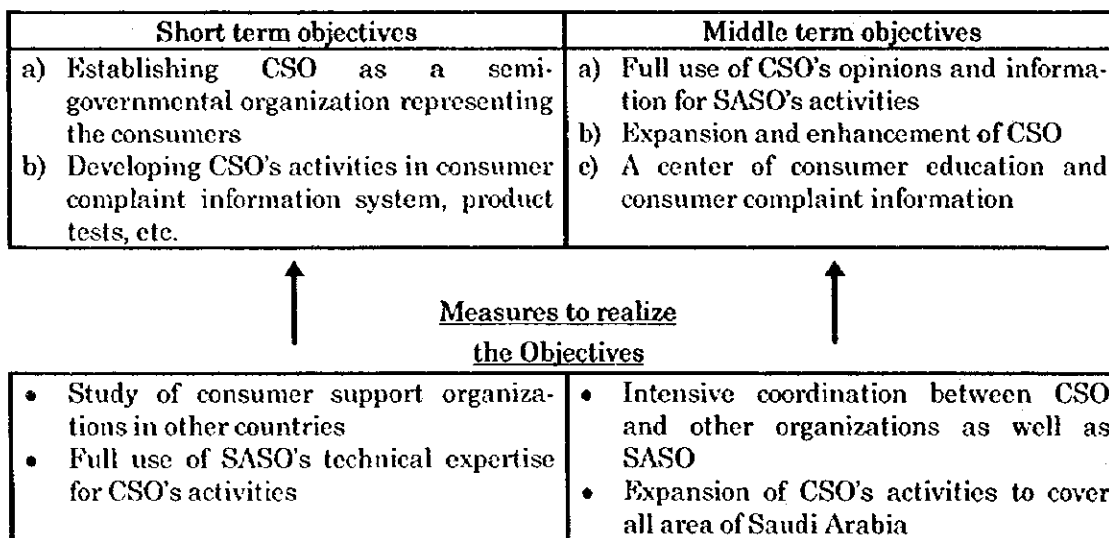 Short term objectives
a) Establishing CSO as a semi-
governmental organization representing
the consumers
b) Developing CSO's activities in consumer
complaint information system, product
tests, etc.
Middle term objectives
a) Full use of CSO's opinions and informa-
tion for SASO's activities
b) Expansion and enhancement of CSO
c) A center of consumer education and
consumer complaint information
Measures to realize
the Objectives
• Study of consumer support organiza-
tions in other countries
• Full use of SASO's technical expertise
for CSO's activities
• Intensive coordination between CSO
and other organizations as well as
SASO
• Expansion of CSO's activities to cover
all area of Saudi Arabia